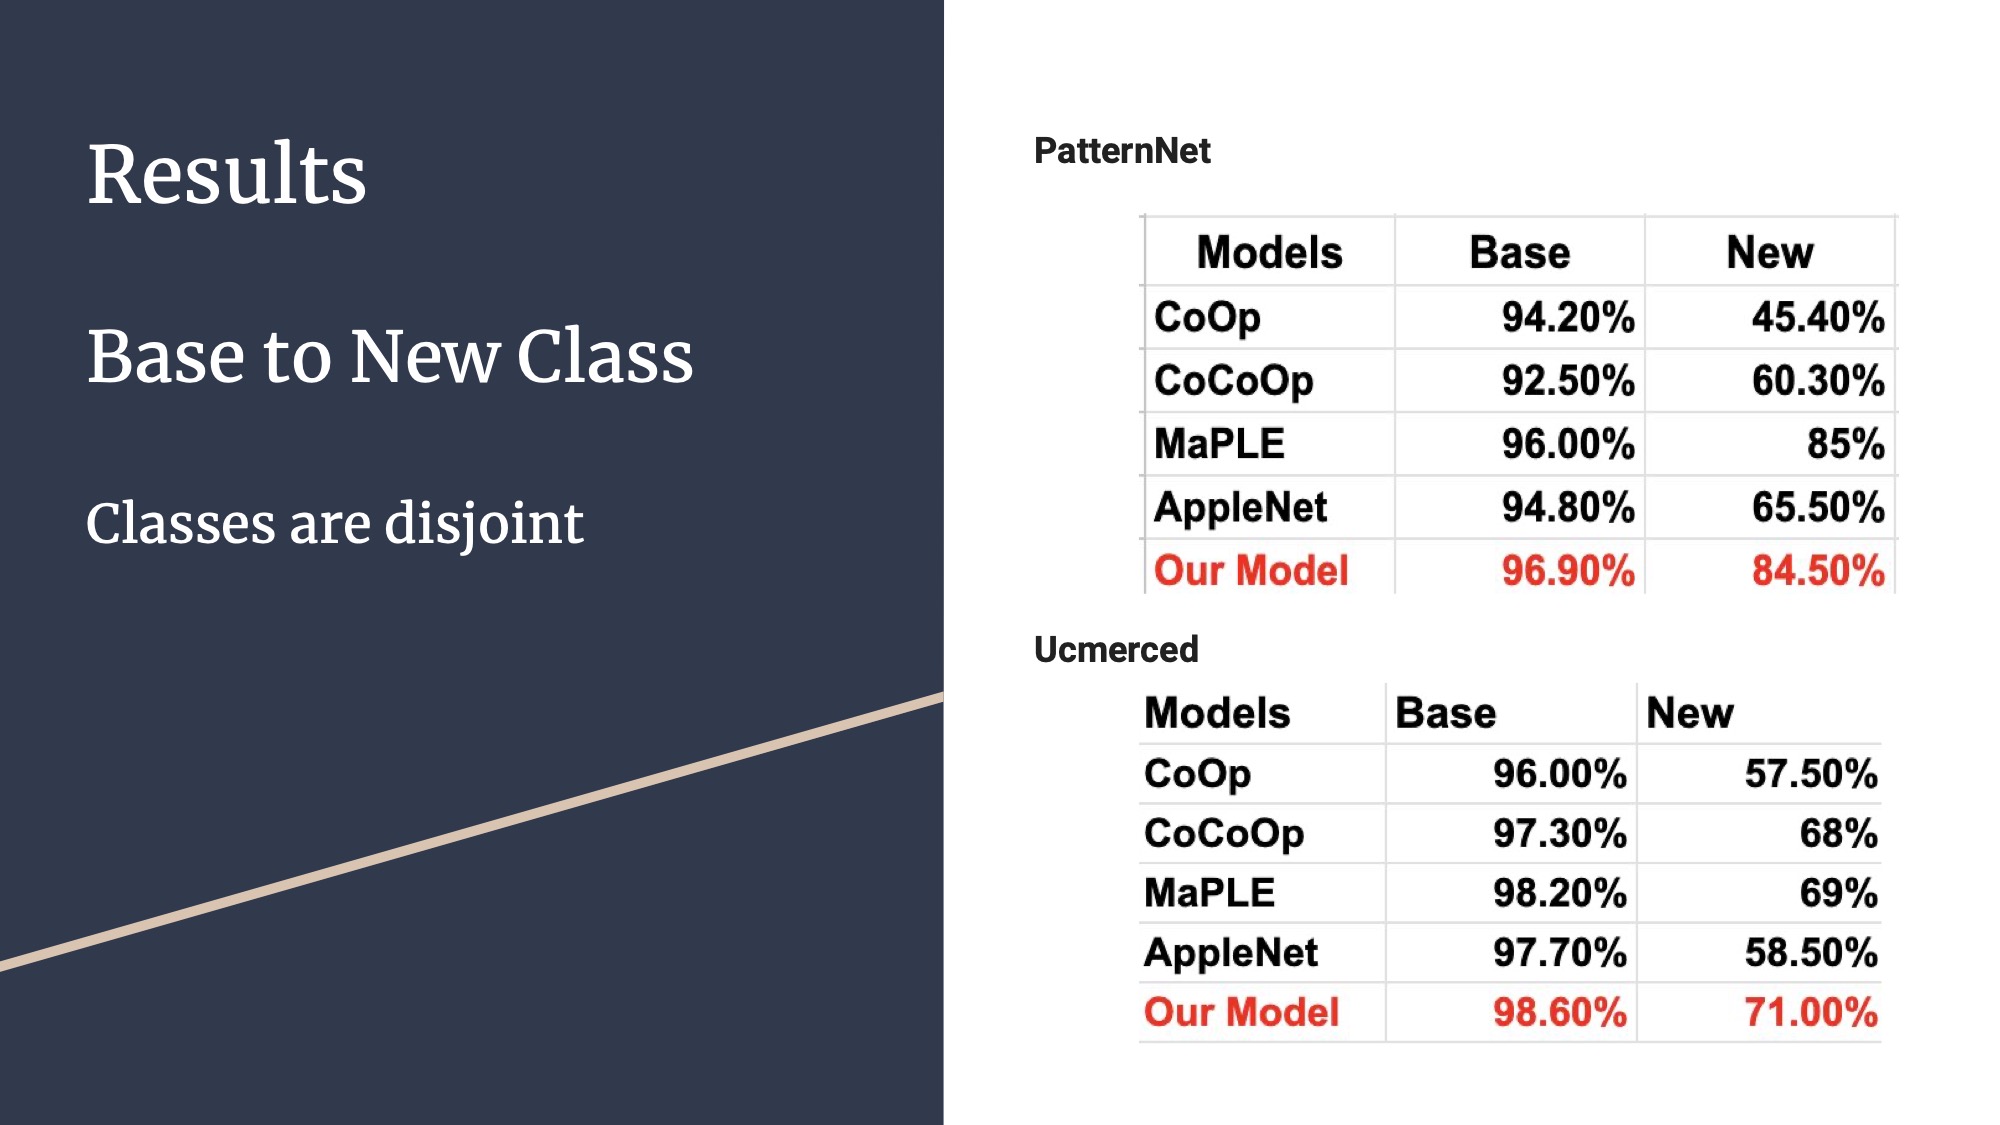 Results
Base to New Class
Classes are disjoint
PatternNet
Models Base New
CoOp 94.20% 45.40%
CoCoOp 92.50% 60.30%
MaPLE 96.00% 85%
AppleNet 94.80% 65.50%
Our Model 96.90% 84.50%
Ucmerced
Models Base New
CoOp 96.00% 57.50%
CoCoOp 97.30% 68%
MaPLE 98.20% 69%
AppleNet 97.70% 58.50%
Our Model 98.60% 71.00%